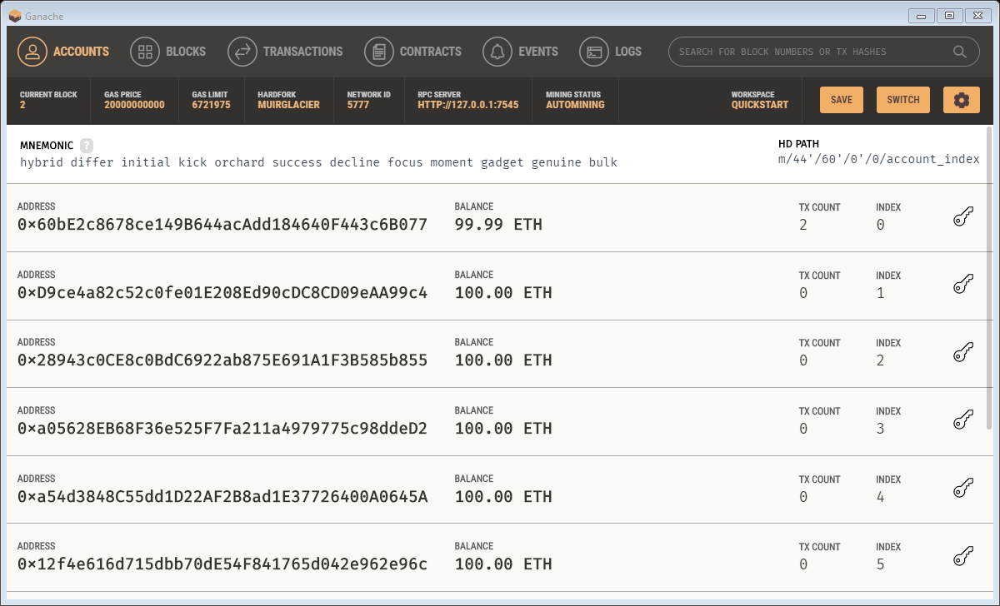 Ganache
ACCOUNTS BLOCKS TRANSACTIONS CONTRACTS EVENTS LOGS SEARCH FOR BLOCK NUMBERS OR TX HASHES
CURRENT BLOCK GAS PRICE GAS LIMIT HARDFORK NETWORK ID RPC SERVER MINING STATUS WORKSPACE
2 20000000000 6721975 MUIRGLACIER 5777 HTTP://127.0.0.1:7545 AUTOMINING QUICKSTART SAVE SWITCH
MNEMONIC ? HD PATH
hybrid differ initial kick orchard success decline focus moment gadget genuine bulk m/44'/60'/0'/0/account_index
ADDRESS BALANCE TX COUNT INDEX
0×60bE2c8678ce149B644acAdd184640F443c6B077 99.99 ETH 2 0
ADDRESS BALANCE TX COUNT INDEX
0×D9ce4a82c52c0fe01E208Ed90cDC8CD09eAA99c4 100.00 ETH 0 1
ADDRESS BALANCE TX COUNT INDEX
0×28943c0CE8c0BdC6922ab875E691A1F3B585b855 100.00 ETH 0 2
ADDRESS BALANCE TX COUNT INDEX
0×a05628EB68F36e525F7Fa211a4979775c98ddeD2 100.00 ETH 0 3
ADDRESS BALANCE TX COUNT INDEX
0×a54d3848C55dd1D22AF2B8ad1E37726400A0645A 100.00 ETH 0 4
ADDRESS BALANCE TX COUNT INDEX
0×12f4e616d715dbb70dE54F841765d042e962e96c 100.00 ETH 0 5